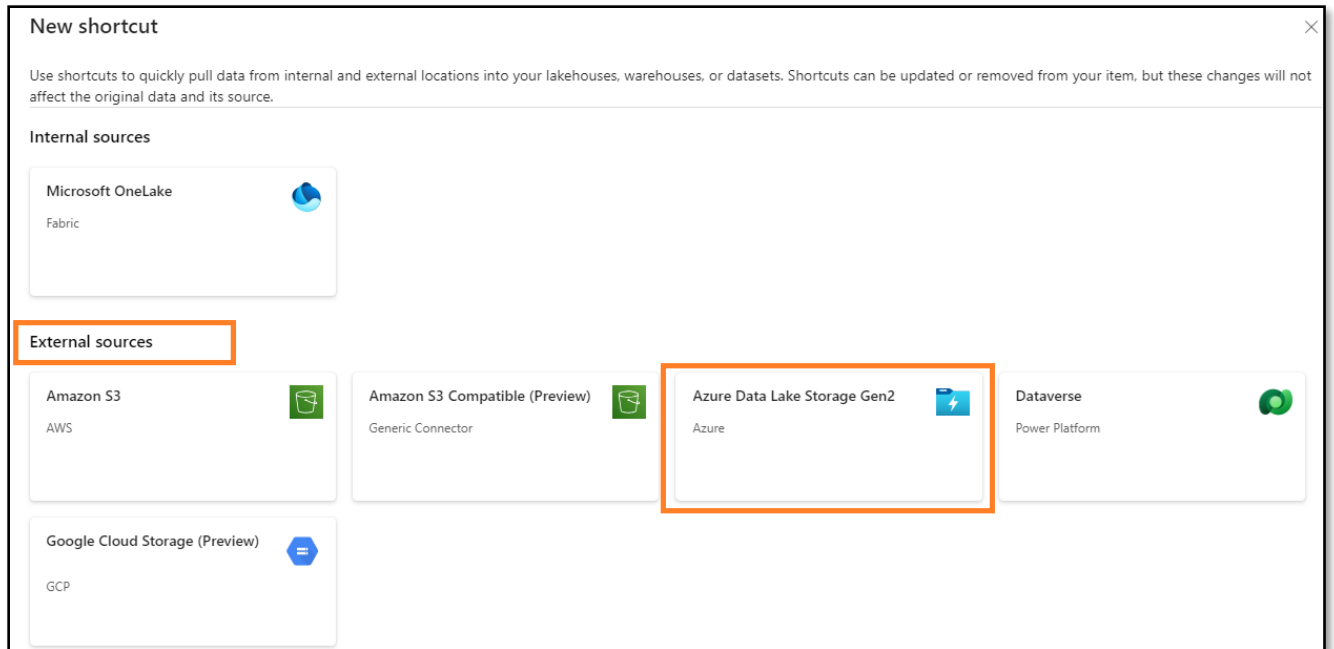 New shortcut
Use shortcuts to quickly pull data from internal and external locations into your lakehouses, warehouses, or datasets. Shortcuts can be updated or removed from your item, but these changes will not
affect the original data and its source.
Internal sources
Microsoft OneLake
Fabric
External sources
Amazon S3
AWS
Amazon S3 Compatible (Preview)
Generic Connector
Azure Data Lake Storage Gen2
Azure
Dataverse
Power Platform
Google Cloud Storage (Preview)
GCP